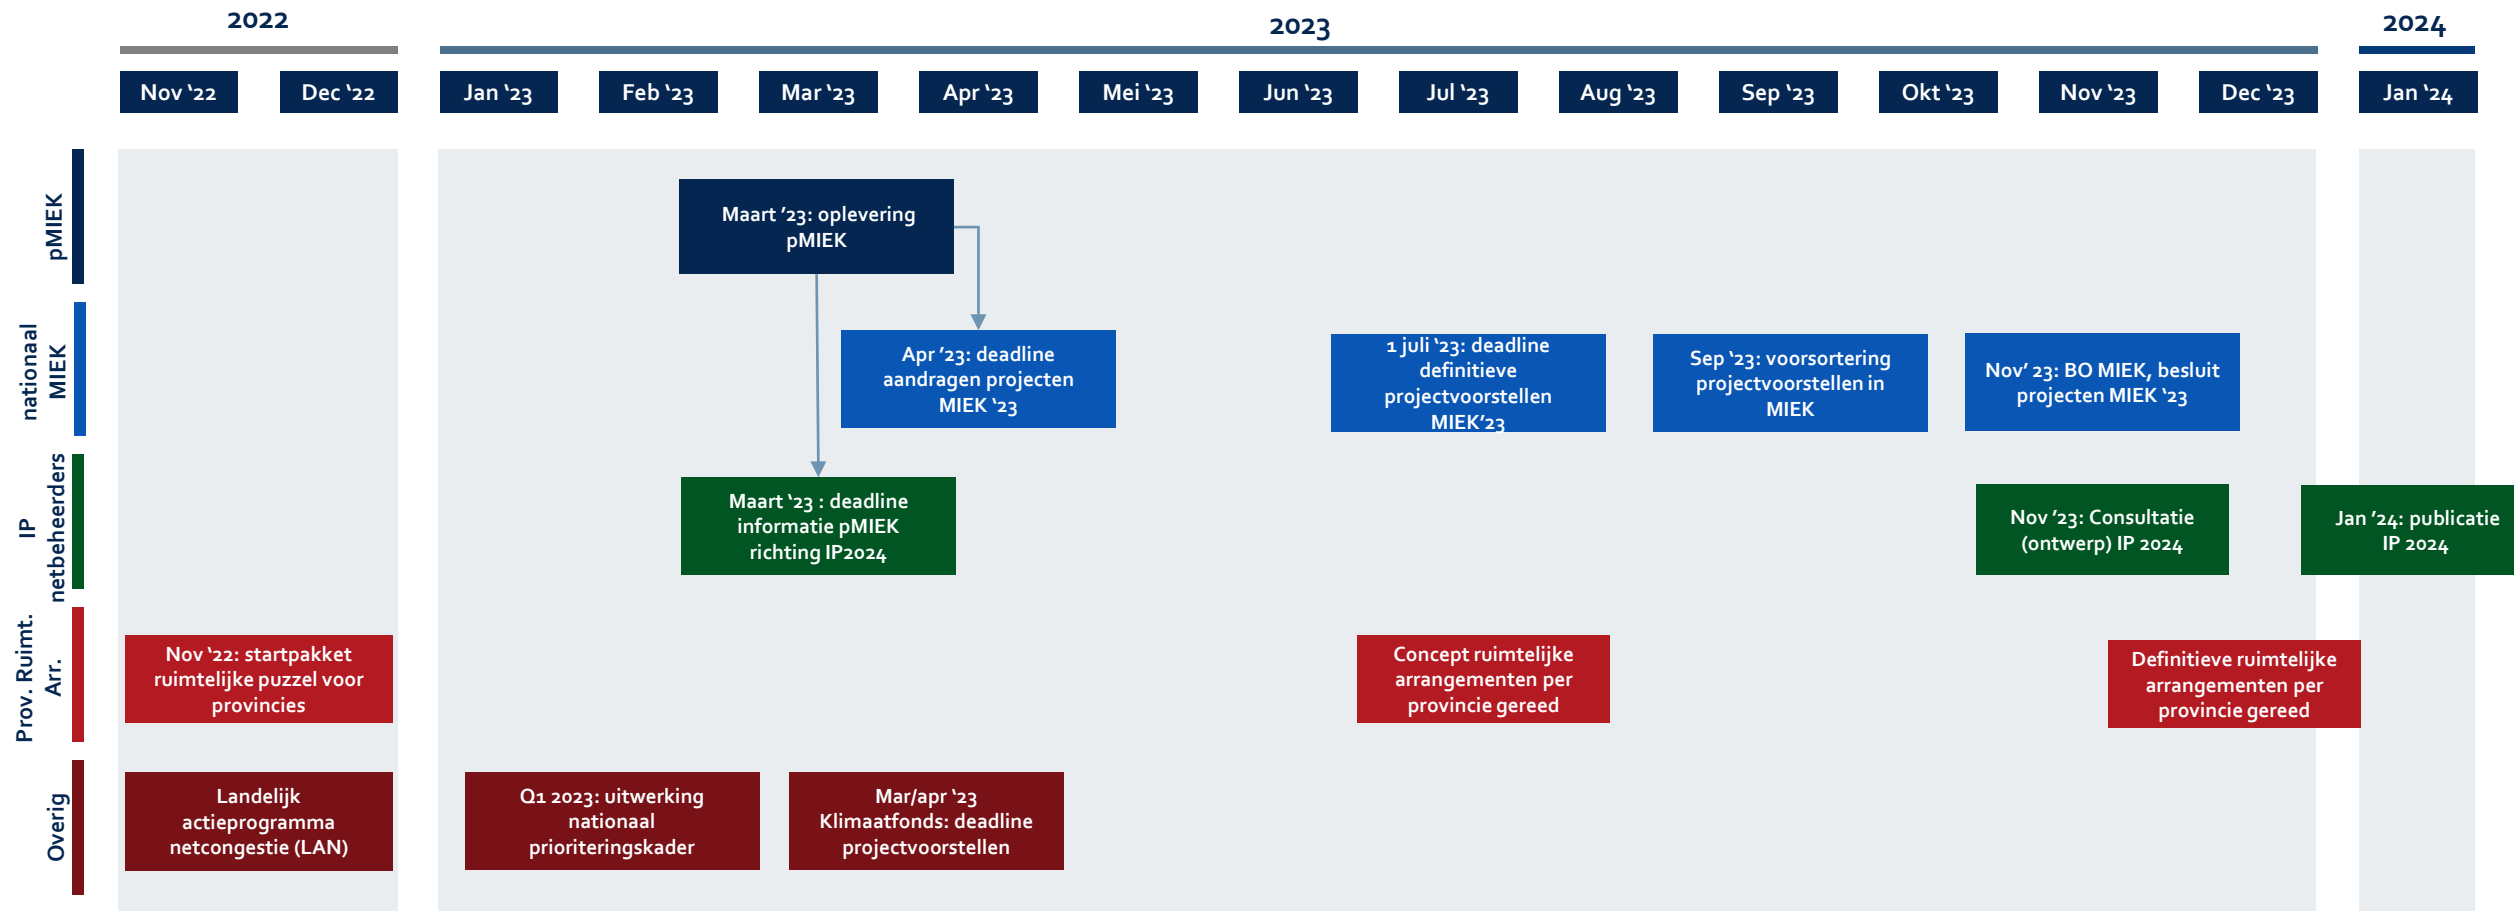 2022
2023
2024
Nov ‘22
Dec ‘22
Jan ‘23
Feb ‘23
Mar ‘23
Apr ‘23
Mei ‘23
Jun ‘23
Jul ‘23
Aug ‘23
Sep ‘23
Okt ‘23
Nov ‘23
Dec ‘23
Jan ‘24
pMIEK
Maart ’23: oplevering
pMIEK
nationaal
MIEK
Apr ’23: deadline
aandragen projecten
MIEK ‘23
1 juli ‘23: deadline
definitieve
projectvoorstellen
MIEK’23
Sep ‘23: voorsortering
projectvoorstellen in
MIEK
Nov’ 23: BO MIEK, besluit
projecten MIEK ‘23
IP
netbeheerders
Maart ‘23 : deadline
informatie pMIEK
richting IP2024
Nov ’23: Consultatie
(ontwerp) IP 2024
Jan ’24: publicatie
IP 2024
Prov. Ruimt.
Arr.
Nov ‘22: startpakket
ruimtelijke puzzel voor
provincies
Concept ruimtelijke
arrangementen per
provincie gereed
Definitieve ruimtelijke
arrangementen per
provincie gereed
Overig
Landelijk
actieprogramma
netcongestie (LAN)
Q1 2023: uitwerking
nationaal
prioriteringskader
Mar/apr ‘23
Klimaatfonds: deadline
projectvoorstellen